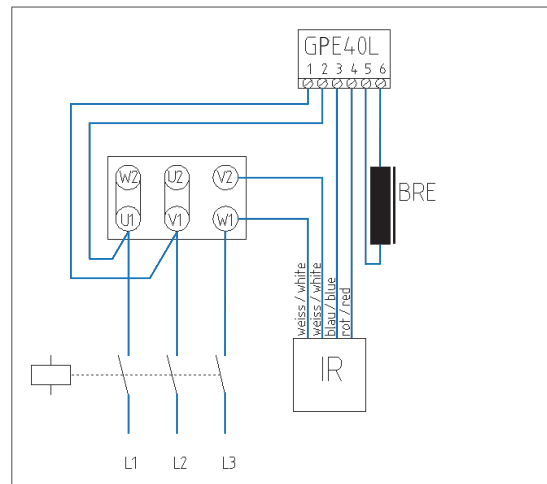 GPE40L
1 2 3 4 5 6
W2 U2 V2
U1 V1 W1
BRE
weiss / white
weiss / white
blau / blue
rot / red
IR
L1 L2 L3